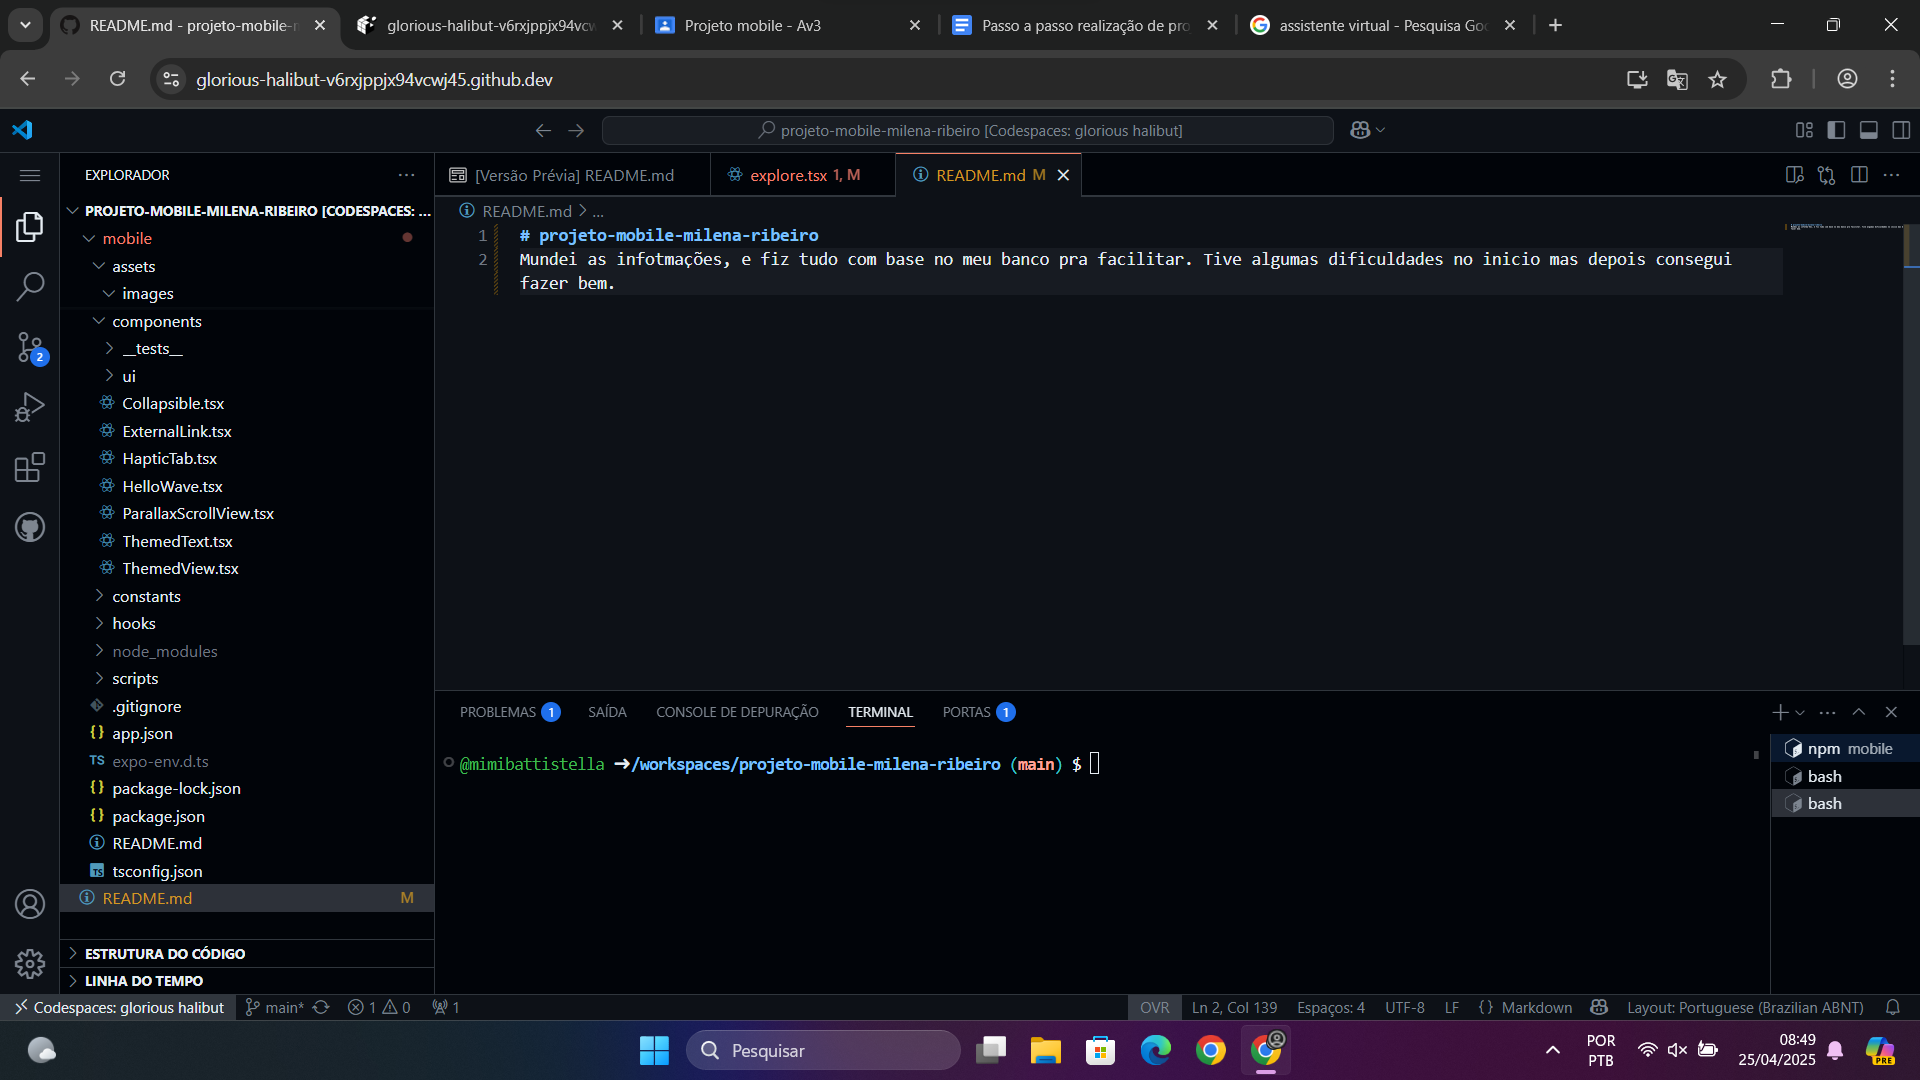 README.md - projeto-mobile-m
glorious-halibut-v6rxjppjx94vcw
Projeto mobile - Av3
Passo a passo realização de pro
assistente virtual - Pesquisa Goo
glorious-halibut-v6rxjppjx94vcwj45.github.dev
projeto-mobile-milena-ribeiro [Codespaces: glorious halibut]
EXPLORADOR
[Versão Prévia] README.md
explore.tsx 1, M
README.md M
PROJETO-MOBILE-MILENA-RIBEIRO [CODESPACES: ...
README.md > ...
mobile
1 # projeto-mobile-milena-ribeiro
2 Mundei as infotmações, e fiz tudo com base no meu banco pra facilitar. Tive algumas dificuldades no inicio mas depois consegui
fazer bem.
assets
images
components
__tests__
2
ui
Collapsible.tsx
ExternalLink.tsx
HapticTab.tsx
HelloWave.tsx
ParallaxScrollView.tsx
ThemedText.tsx
ThemedView.tsx
constants
hooks
node_modules
scripts
.gitignore
{} app.json
TS expo-env.d.ts
{} package-lock.json
{} package.json
README.md
TS tsconfig.json
README.md M
ESTRUTURA DO CÓDIGO
LINHA DO TEMPO
PROBLEMAS 1
SAÍDA
CONSOLE DE DEPURAÇÃO
TERMINAL
PORTAS 1
@mimibattistella ➜/workspaces/projeto-mobile-milena-ribeiro (main) $
npm mobile
bash
bash
Codespaces: glorious halibut
main*
1 0
1
OVR
Ln 2, Col 139
Espaços: 4
UTF-8
LF
{} Markdown
Layout: Portuguese (Brazilian ABNT)
Pesquisar
POR
PTB
08:49
25/04/2025
PRE